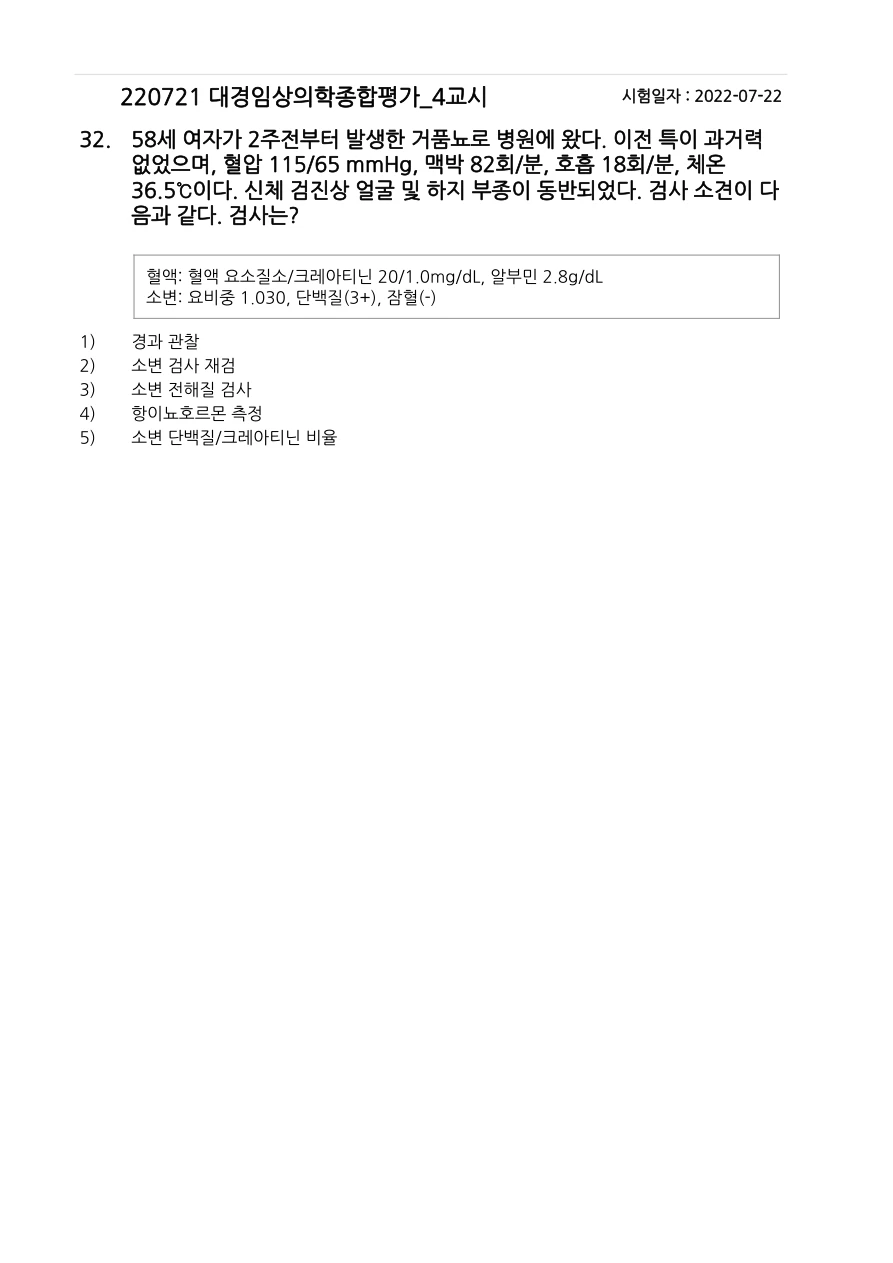 220721 대경임상의학종합평가_4교시
시험일자 : 2022-07-22
32. 58세 여자가 2주전부터 발생한 거품뇨로 병원에 왔다. 이전 특이 과거력
없었으며, 혈압 115/65 mmHg, 맥박 82회/분, 호흡 18회/분, 체온
36.5℃이다. 신체 검진상 얼굴 및 하지 부종이 동반되었다. 검사 소견이 다
음과 같다. 검사는?
혈액: 혈액 요소질소/크레아티닌 20/1.0mg/dL, 알부민 2.8g/dL
소변: 요비중 1.030, 단백질(3+), 잠혈(-)
1) 경과 관찰
2) 소변 검사 재검
3) 소변 전해질 검사
4) 항이뇨호르몬 측정
5) 소변 단백질/크레아티닌 비율